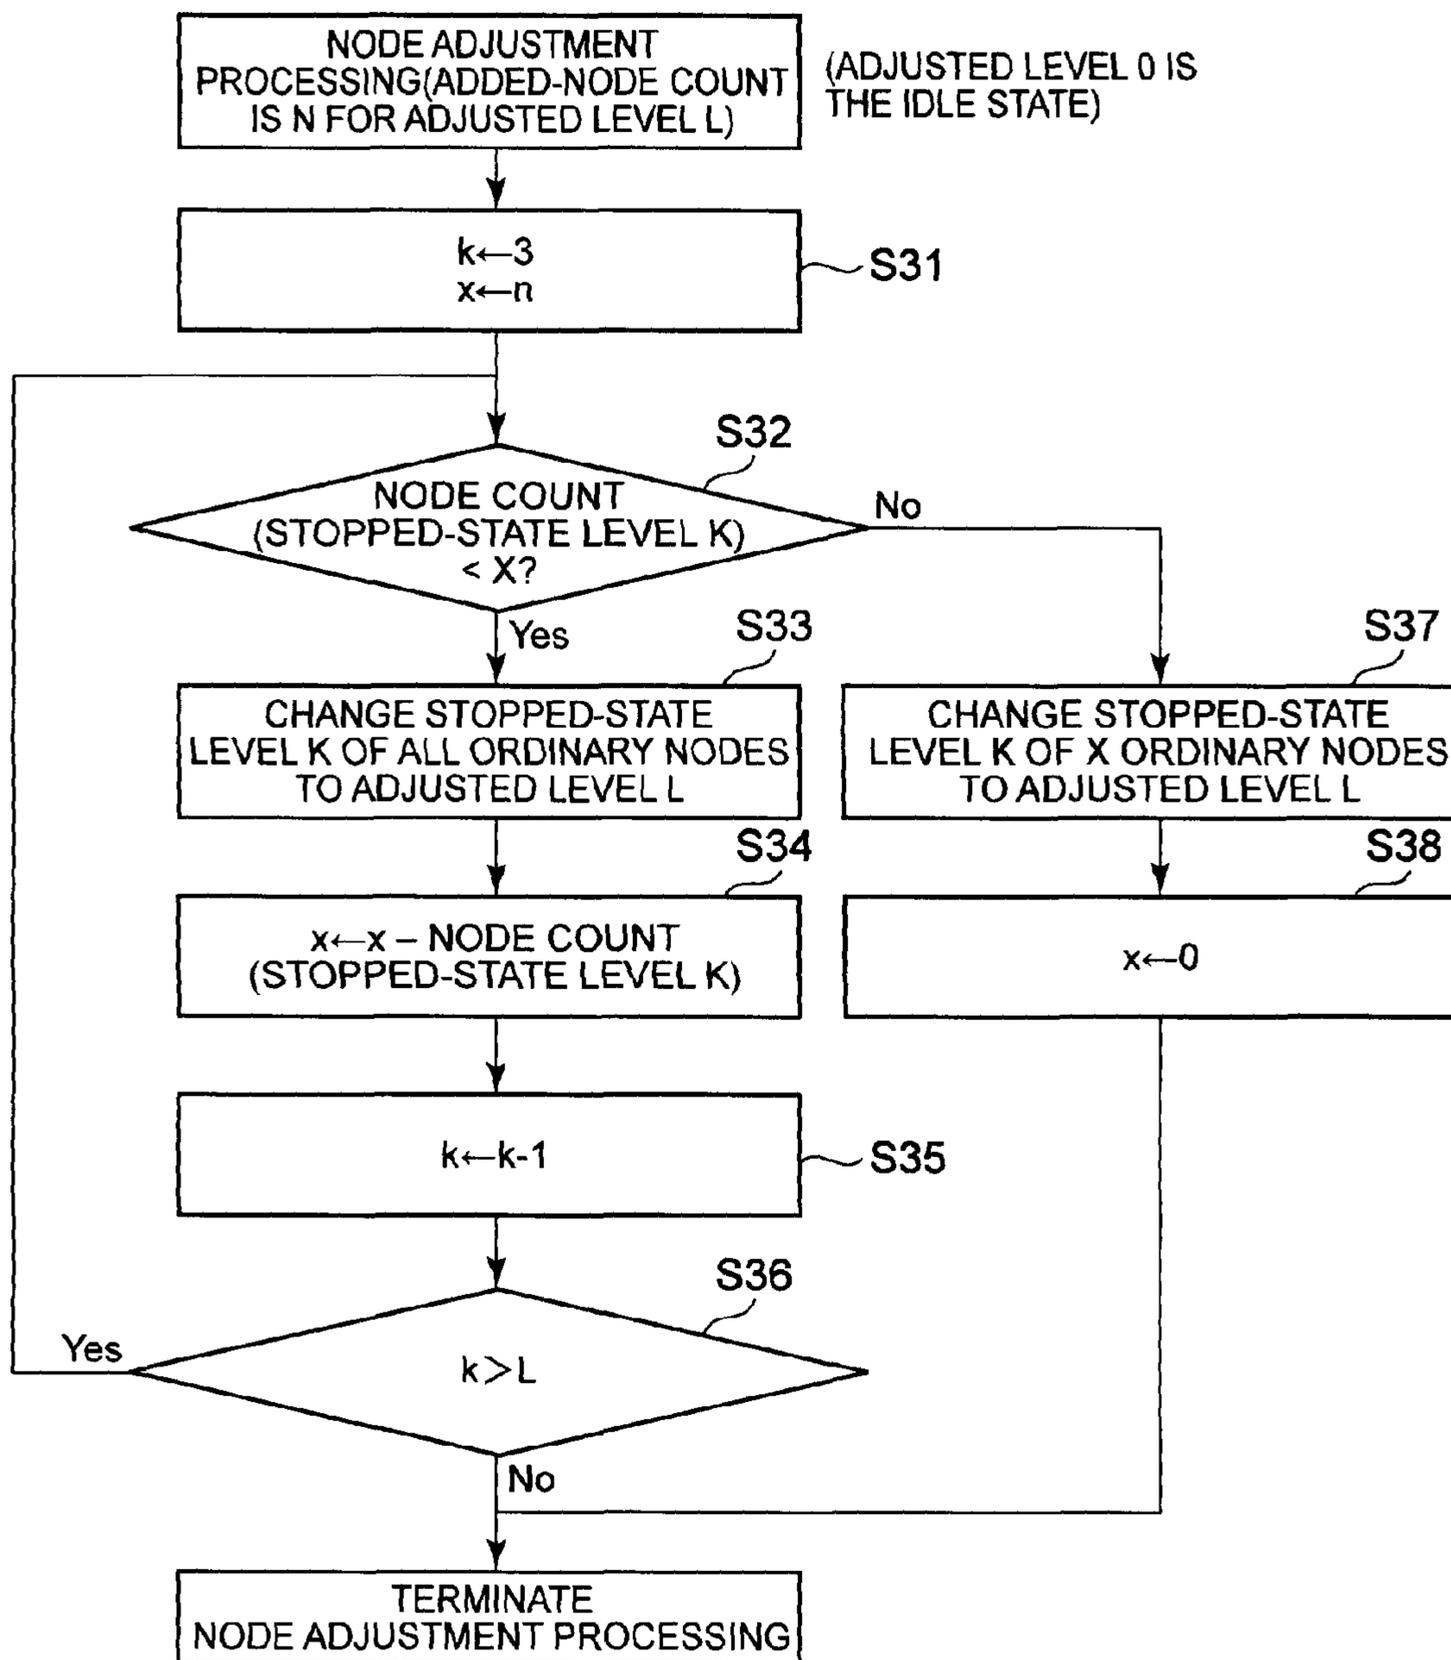 NODE ADJUSTMENT
PROCESSING(ADDED-NODE COUNT
IS N FOR ADJUSTED LEVEL L)
(ADJUSTED LEVEL 0 IS
THE IDLE STATE)
k←3
x←n
S31
S32
NODE COUNT
(STOPPED-STATE LEVEL K)
< X?
No
Yes
S33
CHANGE STOPPED-STATE
LEVEL K OF ALL ORDINARY NODES
TO ADJUSTED LEVEL L
S37
CHANGE STOPPED-STATE
LEVEL K OF X ORDINARY NODES
TO ADJUSTED LEVEL L
S34
x←x – NODE COUNT
(STOPPED-STATE LEVEL K)
S38
x←0
k←k-1
S35
S36
k>L
Yes
No
TERMINATE
NODE ADJUSTMENT PROCESSING